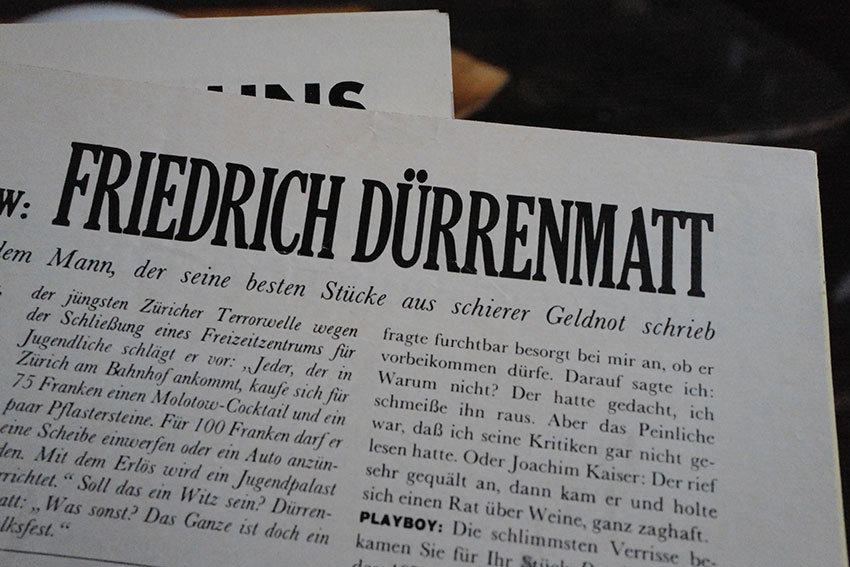 UNS
W: FRIEDRICH DÜRRENMATT
dem Mann, der seine besten Stücke aus schierer Geldnot schrieb
der jüngsten Züricher Terrorwelle wegen
der Schließung eines Freizeitzentrums für
Jugendliche schlägt er vor: „Jeder, der in
Zürich am Bahnhof ankommt, kaufe sich für
75 Franken einen Molotow-Cocktail und ein
paar Pflastersteine. Für 100 Franken darf er
eine Scheibe einwerfen oder ein Auto anzün-
den. Mit dem Erlös wird ein Jugendpalast
rrichtet.“ Soll das ein Witz sein? Dürren-
att: „Was sonst? Das Ganze ist doch ein
lksfest.“
fragte furchtbar besorgt bei mir an, ob er
vorbeikommen dürfe. Darauf sagte ich:
Warum nicht? Der hatte gedacht, ich
schmeiße ihn raus. Aber das Peinliche
war, daß ich seine Kritiken gar nicht ge-
lesen hatte. Oder Joachim Kaiser: Der rief
sehr gequält an, dann kam er und holte
sich einen Rat über Weine, ganz zaghaft.
PLAYBOY: Die schlimmsten Verrisse be-
kamen Sie für Ihr Stück